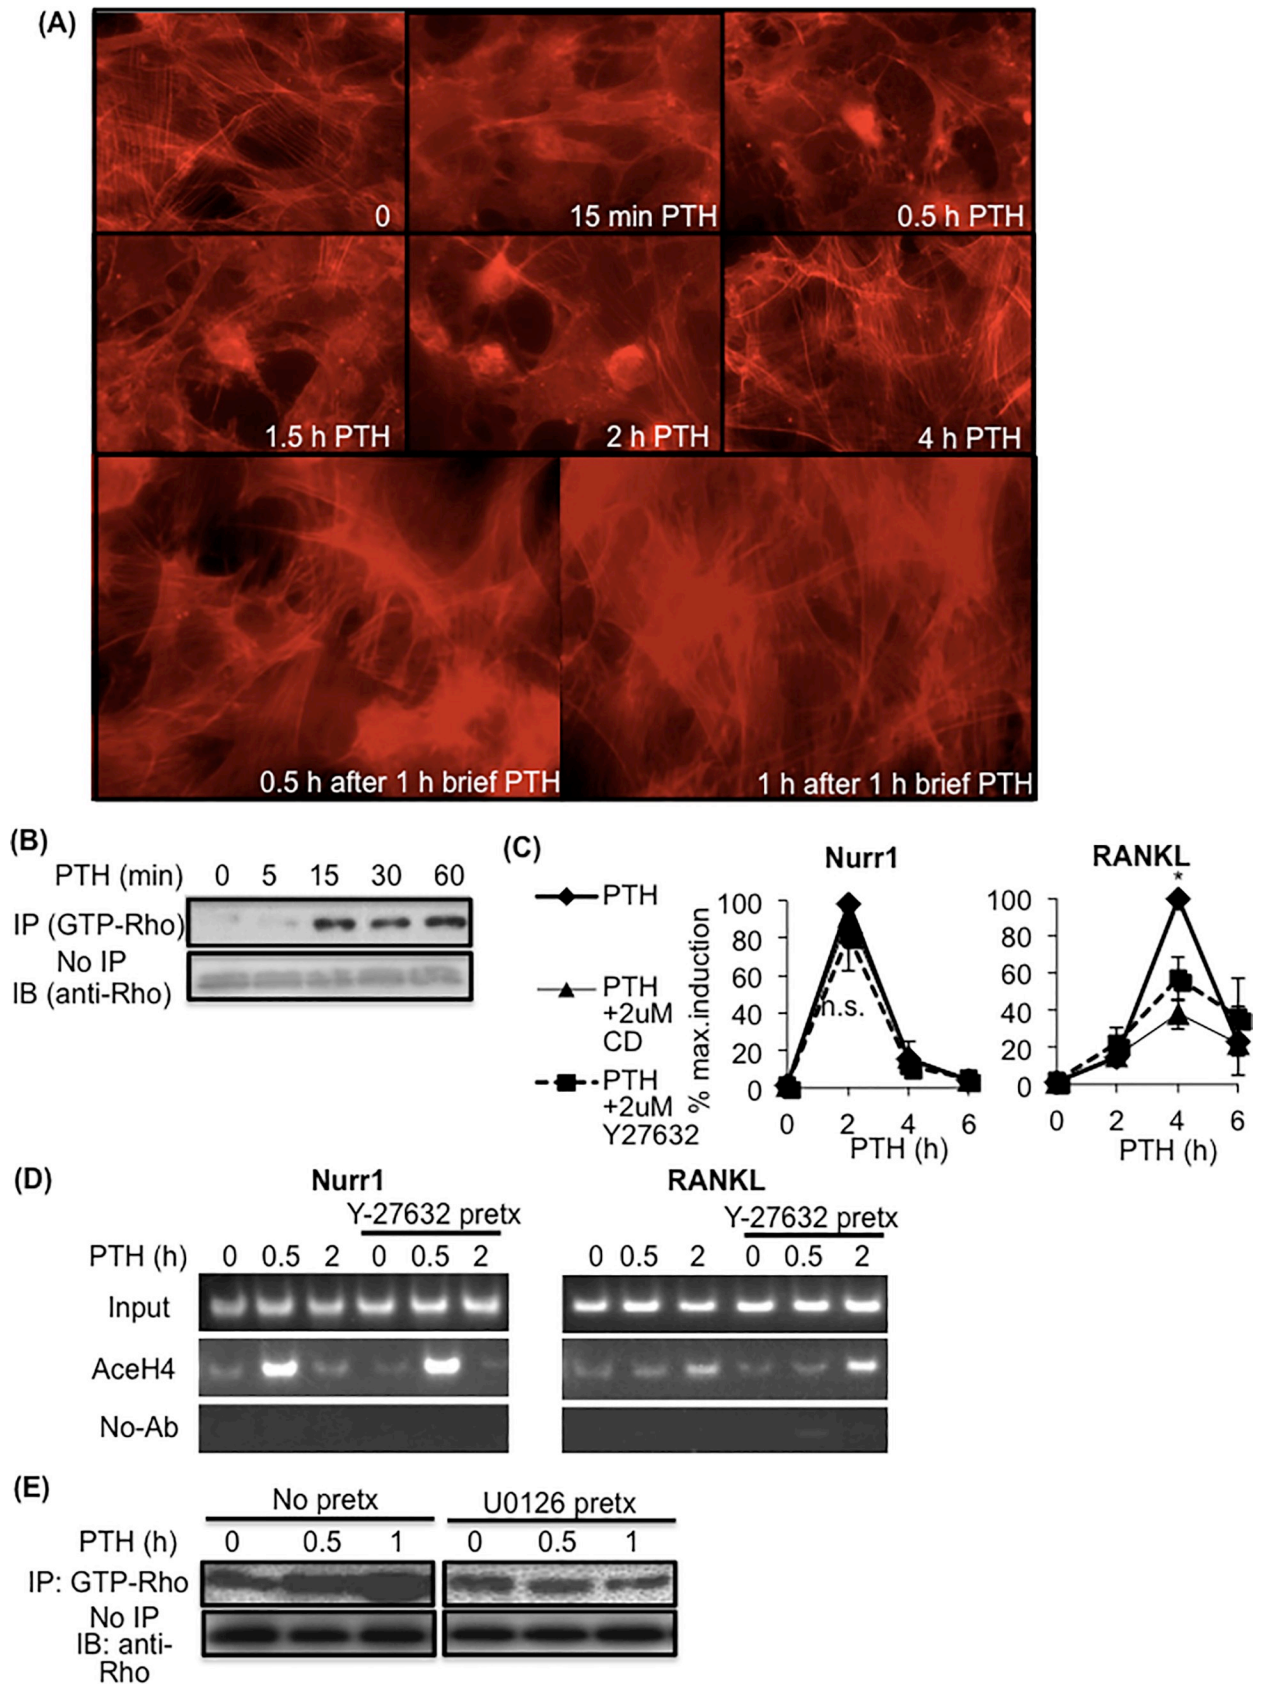 (A)
0
15 min PTH
0.5 h PTH
1.5 h PTH
2 h PTH
4 h PTH
0.5 h after 1 h brief PTH
1 h after 1 h brief PTH
(B)
PTH (min) 0 5 15 30 60
IP (GTP-Rho)
No IP
IB (anti-Rho)
(C)
PTH
PTH
+2uM
CD
PTH
+2uM
Y27632
Nurr1
% max.induction
100
80
60
40
20
0
n.s.
0 2 4 6
PTH (h)
RANKL
*
100
80
60
40
20
0
0 2 4 6
PTH (h)
(D)
Nurr1
Y-27632 pretx
PTH (h) 0 0.5 2 0 0.5 2
Input
AceH4
No-Ab
RANKL
Y-27632 pretx
0 0.5 2 0 0.5 2
(E)
No pretx
U0126 pretx
PTH (h) 0 0.5 1 0 0.5 1
IP: GTP-Rho
No IP
IB: anti-
Rho